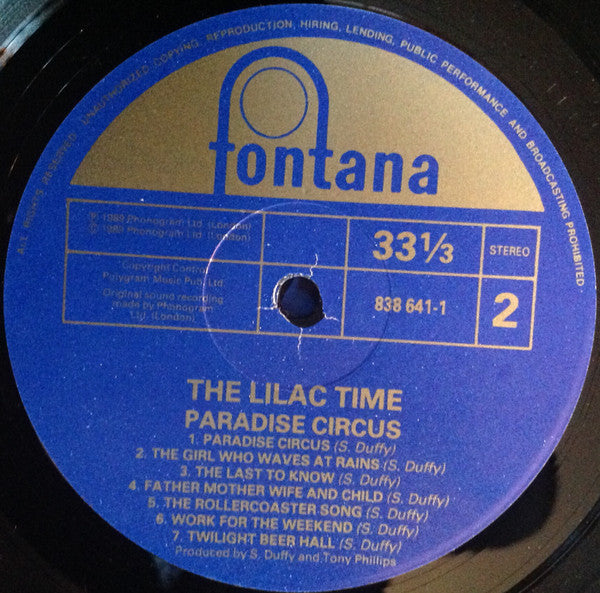 ALL RIGHTS RESERVED. UNAUTHORIZED COPYING, REPRODUCTION, HIRING, LENDING, PUBLIC PERFORMANCE AND BROADCASTING PROHIBITED
fontana
℗ 1989 Phonogram Ltd. (London)
© 1989 Phonogram Ltd. (London)
33⅓
STEREO
Copyright Control
Polygram Music Pub. Ltd.
Original sound recording
made by Phonogram
Ltd. (London)
838 641-1
2
THE LILAC TIME
PARADISE CIRCUS
1. PARADISE CIRCUS (S. Duffy)
2. THE GIRL WHO WAVES AT RAINS (S. Duffy)
3. THE LAST TO KNOW (S. Duffy)
4. FATHER MOTHER WIFE AND CHILD (S. Duffy)
5. THE ROLLERCOASTER SONG (S. Duffy)
6. WORK FOR THE WEEKEND (S. Duffy)
7. TWILIGHT BEER HALL (S. Duffy)
Produced by S. Duffy and Tony Phillips